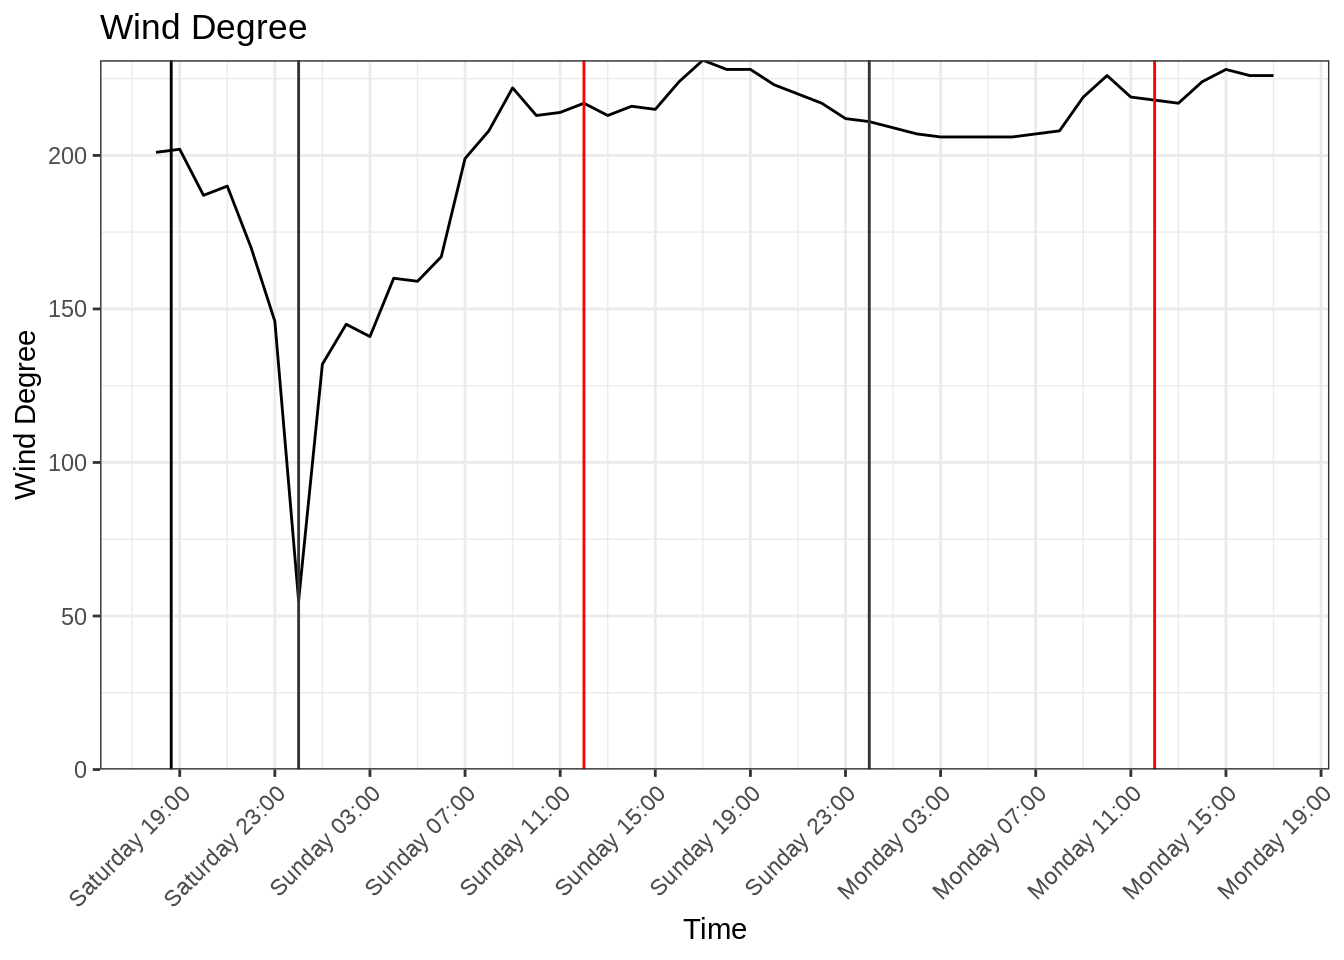 Wind Degree
Wind Degree
200
150
100
50
0
Saturday 19:00
Saturday 23:00
Sunday 03:00
Sunday 07:00
Sunday 11:00
Sunday 15:00
Sunday 19:00
Sunday 23:00
Monday 03:00
Monday 07:00
Monday 11:00
Monday 15:00
Monday 19:00
Time